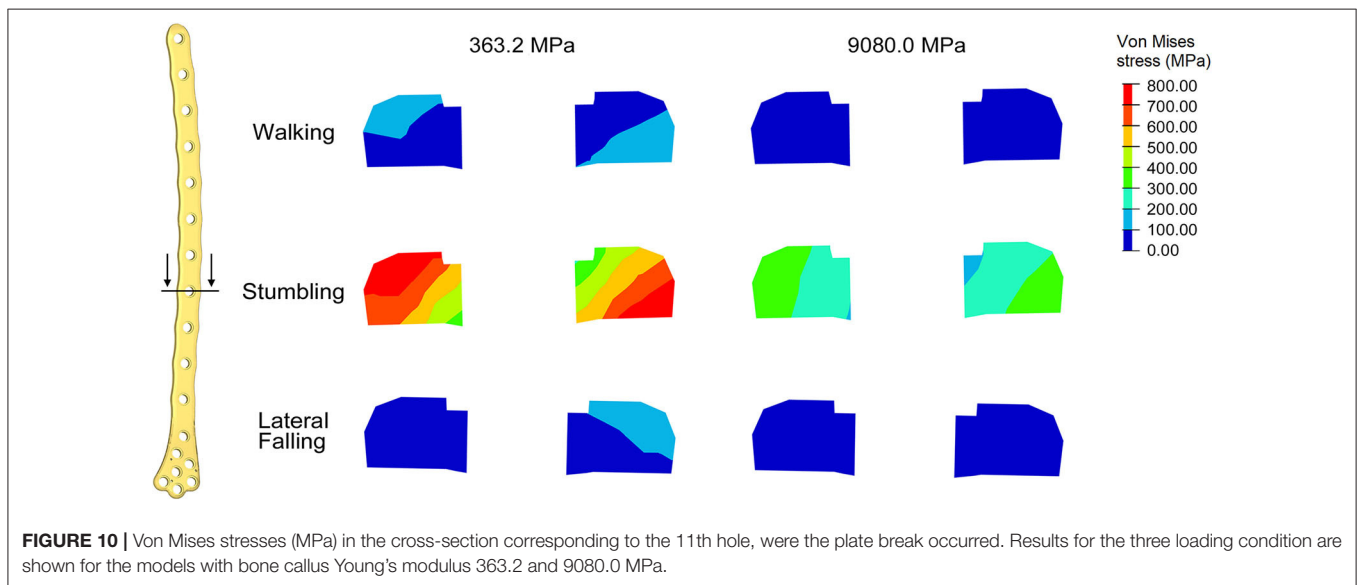 363.2 MPa
9080.0 MPa
Von Mises
stress (MPa)
800.00
700.00
600.00
500.00
400.00
300.00
200.00
100.00
0.00
Walking
Stumbling
Lateral
Falling
FIGURE 10 | Von Mises stresses (MPa) in the cross-section corresponding to the 11th hole, were the plate break occurred. Results for the three loading condition are
shown for the models with bone callus Young's modulus 363.2 and 9080.0 MPa.